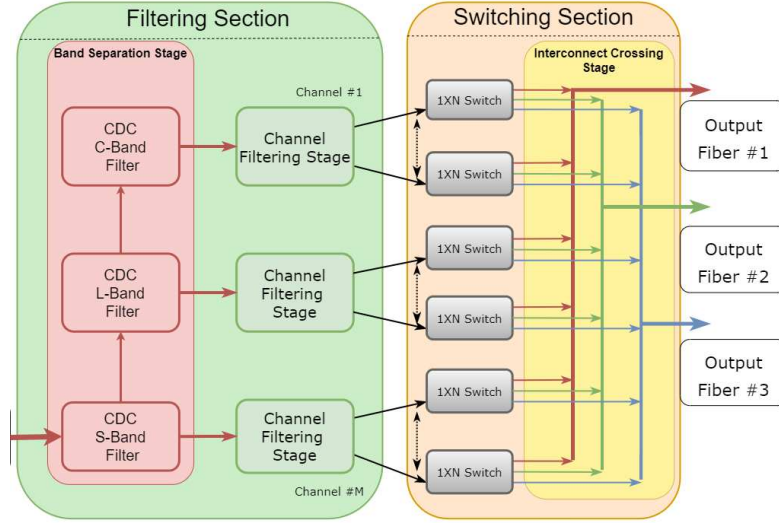 Filtering Section
Switching Section
Band Separation Stage
Interconnect Crossing
Stage
Channel #1
CDC
C-Band
Filter
Channel
Filtering Stage
1XN Switch
1XN Switch
Output
Fiber #1
CDC
L-Band
Filter
Channel
Filtering
Stage
1XN Switch
1XN Switch
Output
Fiber #2
CDC
S-Band
Filter
Channel
Filtering
Stage
1XN Switch
1XN Switch
Output
Fiber #3
Channel #M